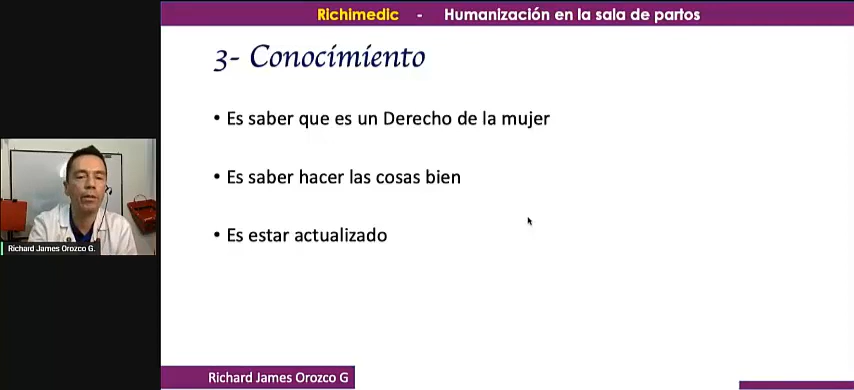 Richimedic - Humanización en la sala de partos
3- Conocimiento
• Es saber que es un Derecho de la mujer
• Es saber hacer las cosas bien
• Es estar actualizado
Richard James Orozco G.
Richard James Orozco G